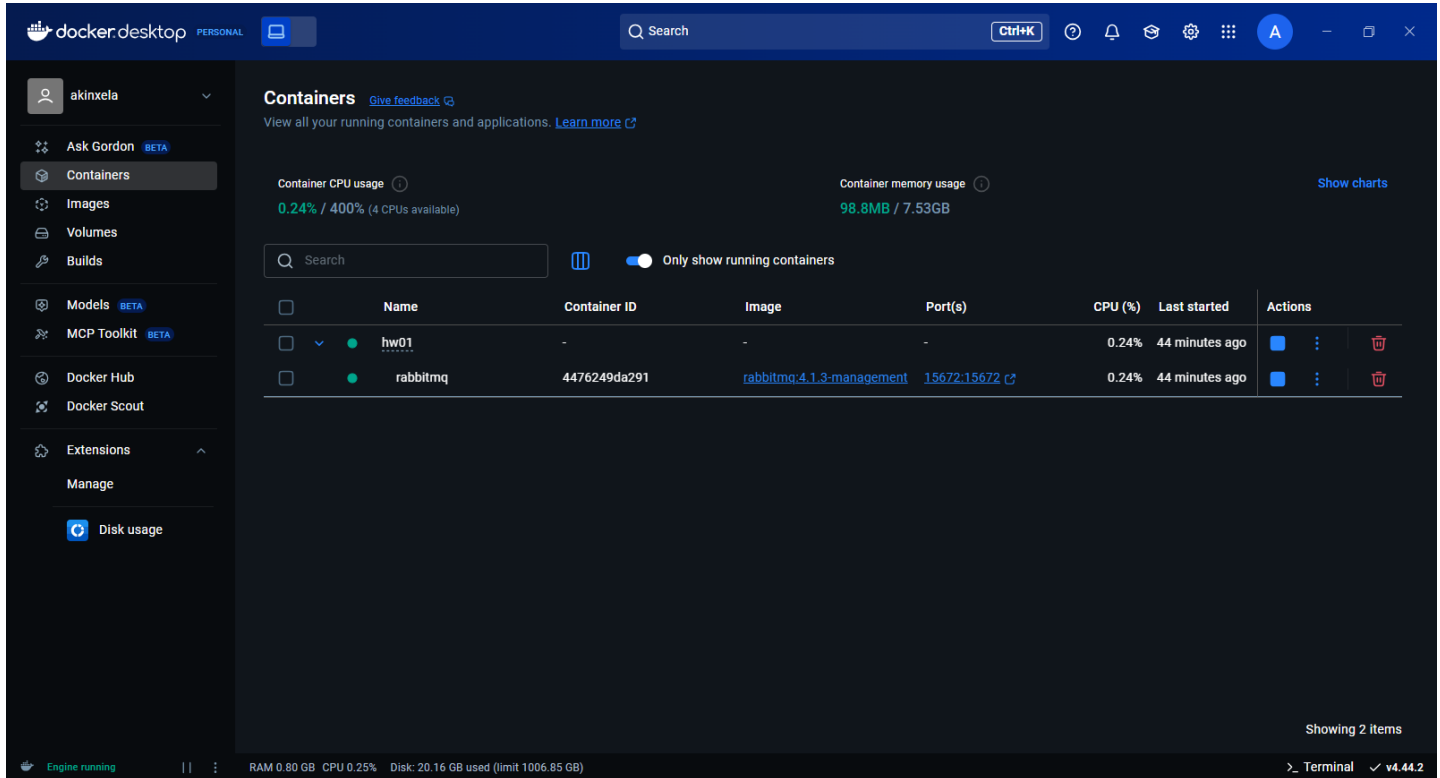 docker.desktop PERSONAL
Search Ctrl+K
A
akinxela
Ask Gordon BETA
Containers
Images
Volumes
Builds
Models BETA
MCP Toolkit BETA
Docker Hub
Docker Scout
Extensions
Manage
Disk usage
Containers Give feedback
View all your running containers and applications. Learn more
Container CPU usage
0.24% / 400% (4 CPUs available)
Container memory usage
98.8MB / 7.53GB
Show charts
Search
Only show running containers
Name Container ID Image Port(s) CPU (%) Last started Actions
hw01 - - - 0.24% 44 minutes ago
rabbitmq 4476249da291 rabbitmq:4.1.3-management 15672:15672 0.24% 44 minutes ago
Showing 2 items
Engine running RAM 0.80 GB CPU 0.25% Disk: 20.16 GB used (limit 1006.85 GB) >_ Terminal v4.44.2